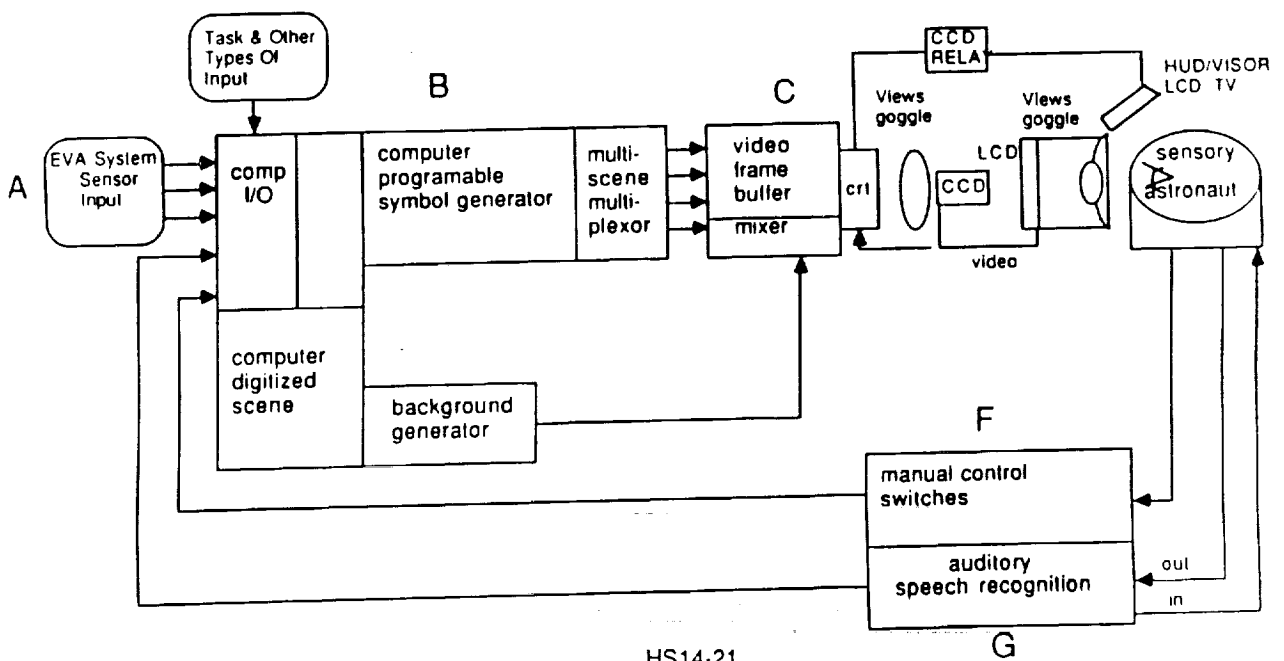 Task & Other
Types Of
Input
A
EVA System
Sensor
Input
B
comp
I/O
computer
programable
symbol generator
multi-
scene
multi-
plexor
C
video
frame
buffer
mixer
crt
CCD
RELA
Views
goggle
CCD
video
Views
goggle
LCD
HUD/VISOR
LCD TV
sensory
astronaut
computer
digitized
scene
background
generator
F
manual control
switches
auditory
speech recognition
out
in
G
HS14-21